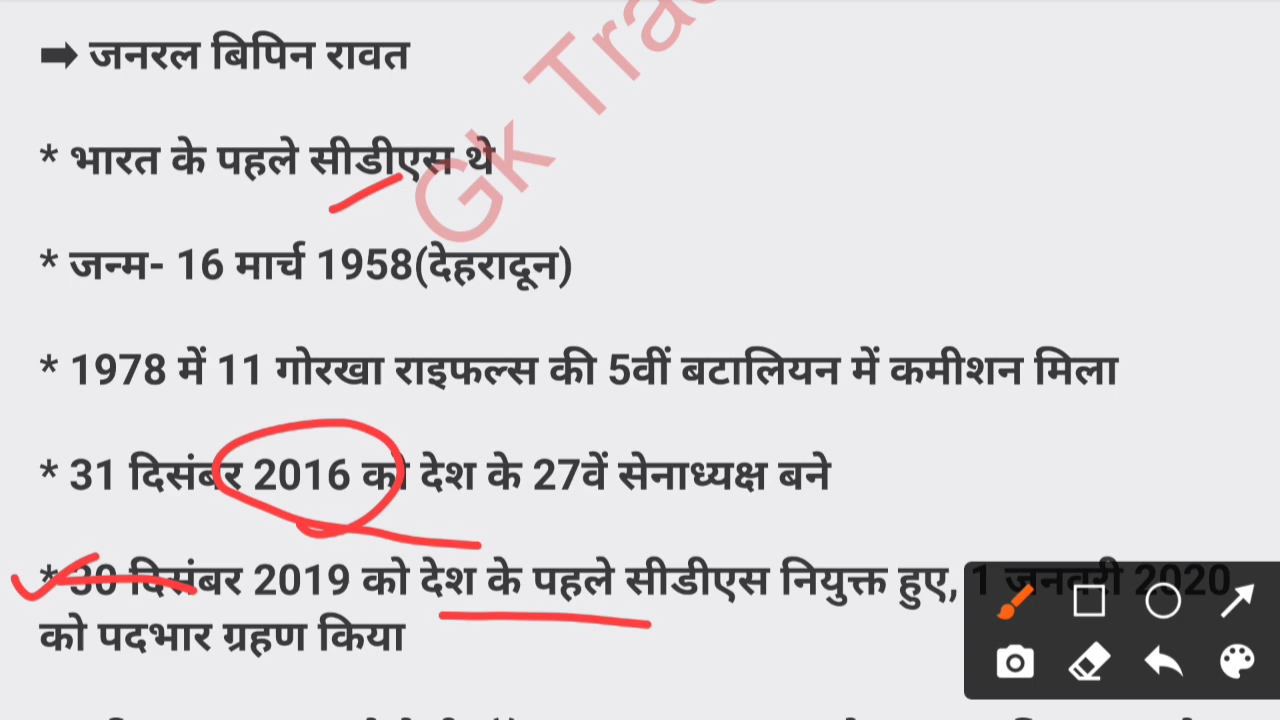 ➡ जनरल बिपिन रावत
* भारत के पहले सीडीएस थे
* जन्म- 16 मार्च 1958(देहरादून)
* 1978 में 11 गोरखा राइफल्स की 5वीं बटालियन में कमीशन मिला
* 31 दिसंबर 2016 को देश के 27वें सेनाध्यक्ष बने
* 30 दिसंबर 2019 को देश के पहले सीडीएस नियुक्त हुए, 1 जनवरी 2020
को पदभार ग्रहण किया
Gk